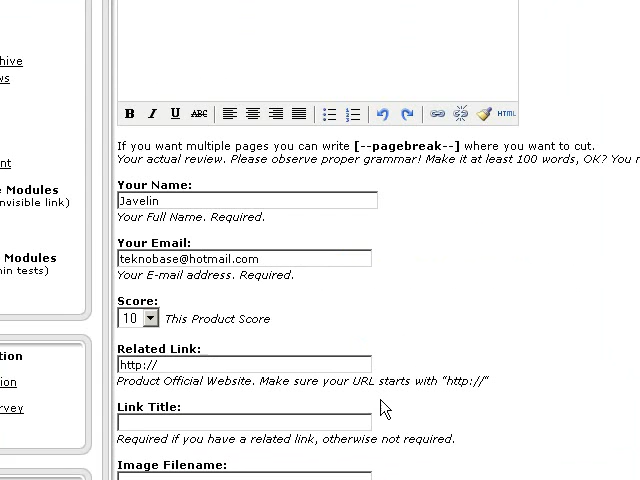 hive
ws
B I U ABC HTML
If you want multiple pages you can write [--pagebreak--] where you want to cut.
nt
Your actual review. Please observe proper grammar! Make it at least 100 words, OK? You
e Modules
nvisible link)
Your Name:
Javelin
Your Full Name. Required.
Modules
in tests)
Your Email:
teknobase@hotmail.com
Your E-mail address. Required.
Score:
10 This Product Score
tion
ion
rvey
Related Link:
http://
Product Official Website. Make sure your URL starts with "http://"
Link Title:
Required if you have a related link, otherwise not required.
Image Filename: